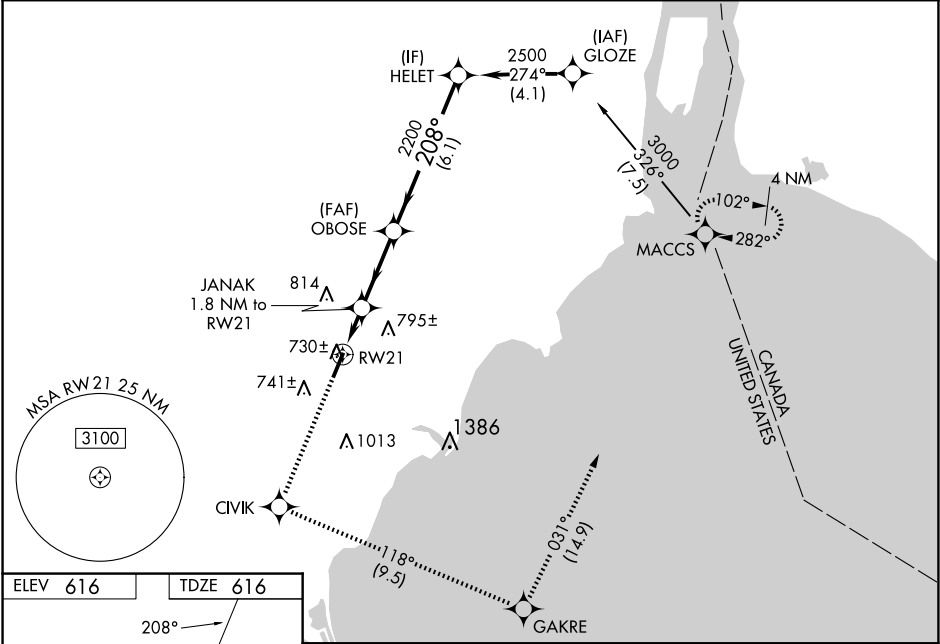 (IF)
HELET
2500
274°
(4.1)
(IAF)
GLOZE
2200
208°
(6.1)
3000
326°
(7.5)
4 NM
102°
282°
MACCS
(FAF)
OBOSE
JANAK
1.8 NM to
RW21
814
795±
730±
RW21
741±
CANADA
UNITED STATES
MSA RW21 25 NM
3100
1013
1386
CIVIK
118°
(9.5)
031°
(14.9)
GAKRE
ELEV 616
TDZE 616
208°